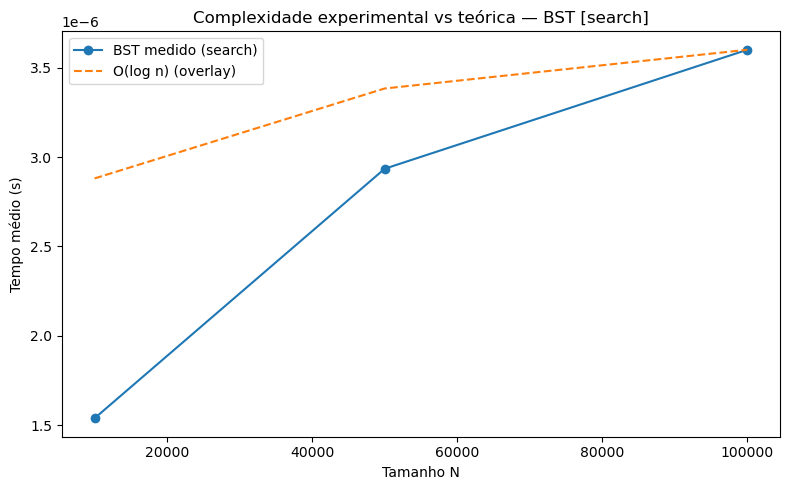 Complexidade experimental vs teórica — BST [search]
1e−6
BST medido (search)
O(log n) (overlay)
3.5
3.0
2.5
2.0
1.5
Tempo médio (s)
20000 40000 60000 80000 100000
Tamanho N